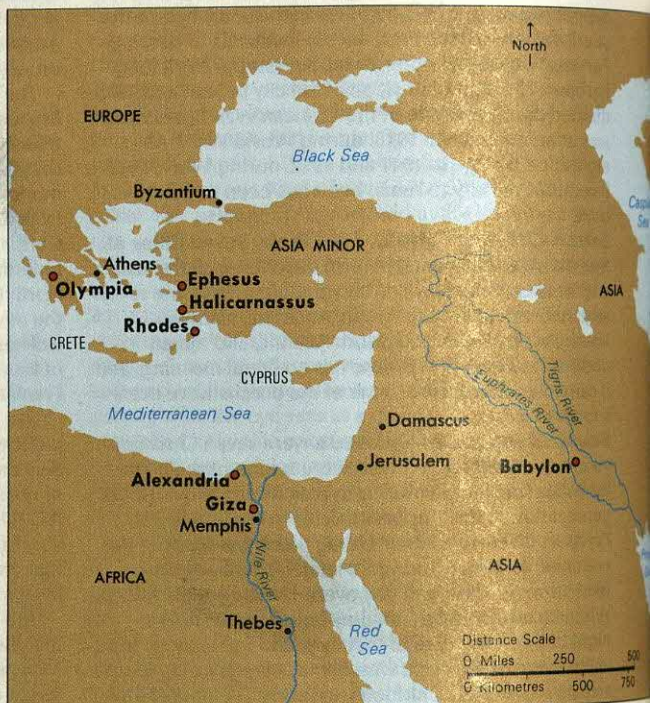 North
EUROPE
Black Sea
Byzantium
Caspian
Sea
ASIA MINOR
ASIA
Athens
Olympia
Ephesus
Halicarnassus
Rhodes
CRETE
CYPRUS
Tigris River
Euphrates River
Mediterranean Sea
Damascus
Jerusalem
Babylon
Alexandria
Giza
Memphis
AFRICA
Nile River
ASIA
Thebes
Red
Sea
Distance Scale
0 Miles 250 500
0 Kilometres 500 750